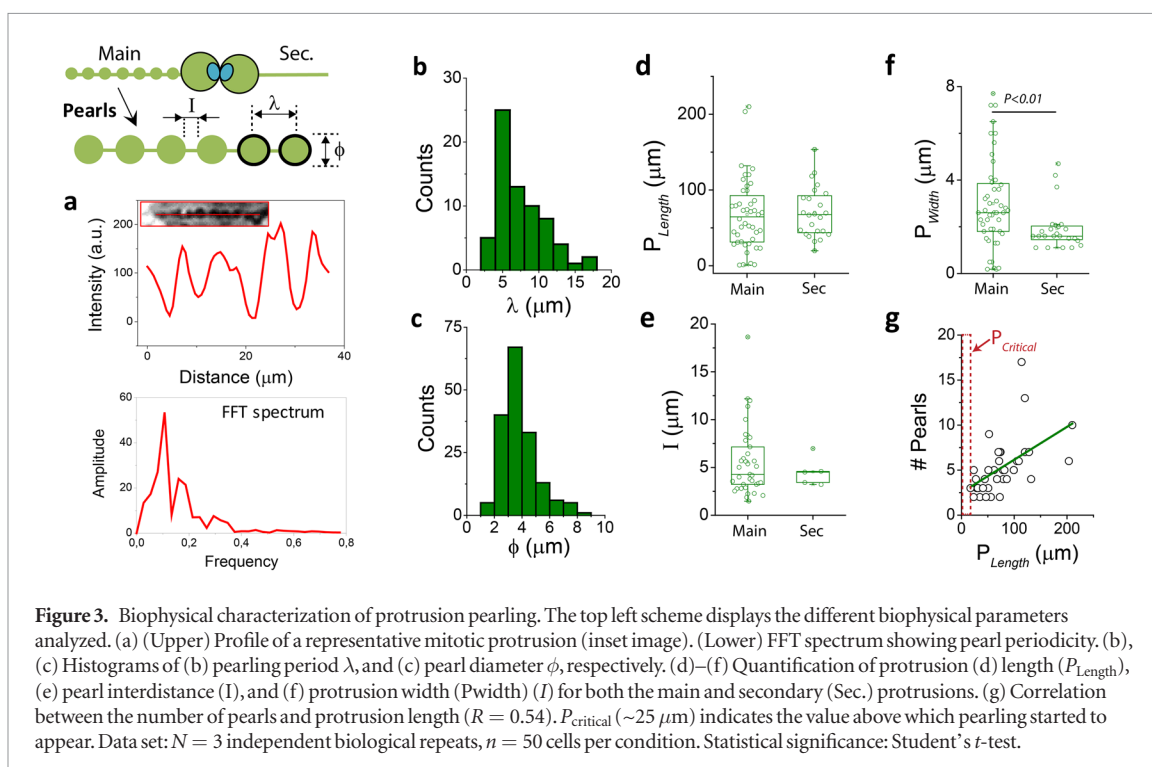 Main
Sec.
Pearls
I
λ
ϕ
a
Intensity (a.u.)
200
100
0
0
20
40
Distance (μm)
Amplitude
60
40
20
0
FFT spectrum
0,0
0,2
0,4
0,6
0,8
Frequency
b
Counts
30
20
10
0
5
10
15
20
λ (μm)
c
Counts
75
50
25
0
2
4
6
8
10
ϕ (μm)
d
P Length (μm)
200
100
0
Main
Sec
e
I (μm)
20
15
10
5
0
Main
Sec
f
P Width (μm)
8
4
0
P<0.01
Main
Sec
g
# Pearls
20
15
10
5
0
P Critical
0
100
200
P Length (μm)
Figure 3. Biophysical characterization of protrusion pearling. The top left scheme displays the different biophysical parameters
analyzed. (a) (Upper) Profile of a representative mitotic protrusion (inset image). (Lower) FFT spectrum showing pearl periodicity. (b),
(c) Histograms of (b) pearling period λ, and (c) pearl diameter ϕ, respectively. (d)–(f) Quantification of protrusion (d) length (P Length),
(e) pearl interdistance (I), and (f) protrusion width (Pwidth) (I) for both the main and secondary (Sec.) protrusions. (g) Correlation
between the number of pearls and protrusion length (R = 0.54). P critical (~25 μm) indicates the value above which pearling started to
appear. Data set: N = 3 independent biological repeats, n = 50 cells per condition. Statistical significance: Student's t-test.